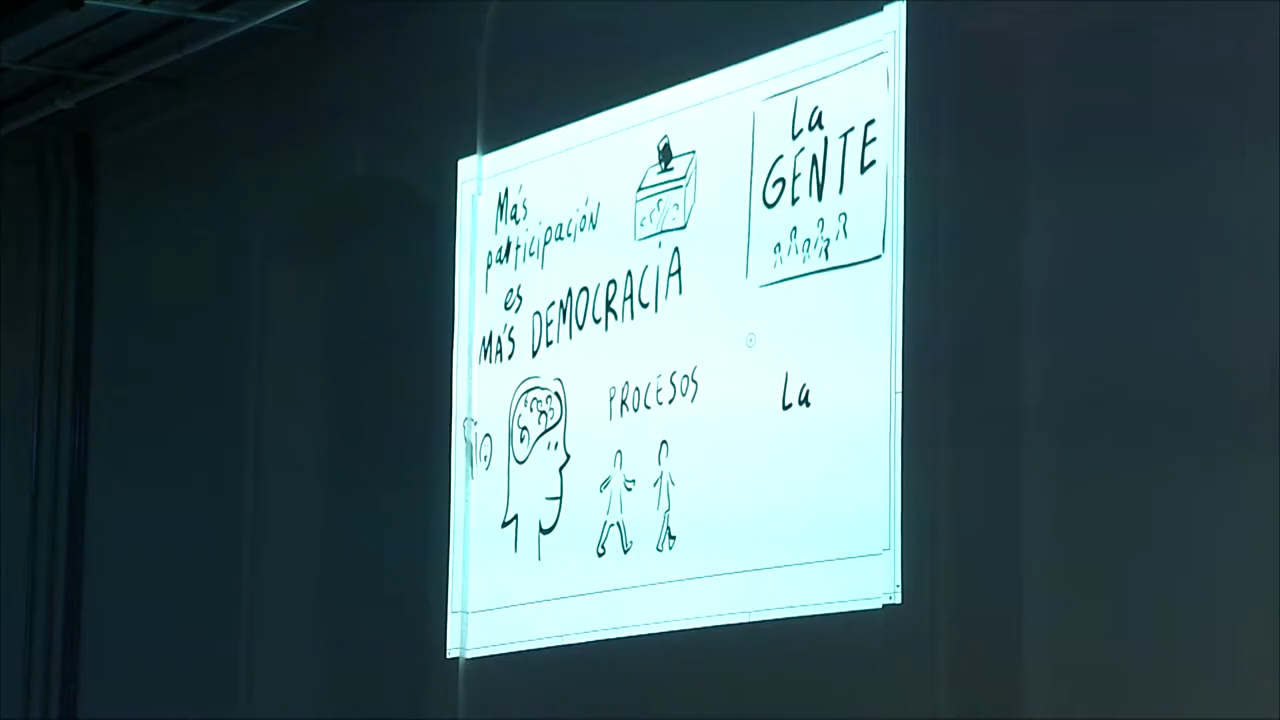 Más
participación
es
MÁS DEMOCRACIA
La
GENTE
PROCESOS
La